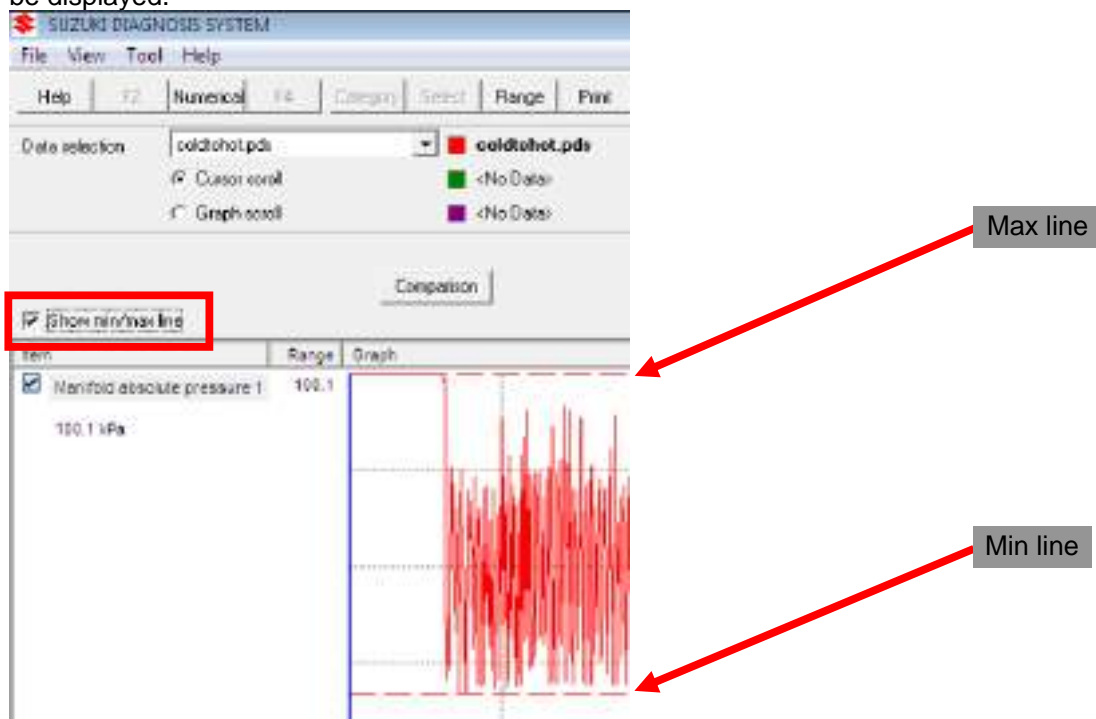 be displayed.
SUZUKI DIAGNOSIS SYSTEM
File View Tool Help
Help F2 Numerical F4 Category Select Range Print
Data selection coldtohot.pds coldtohot.pds
Cursor scroll <No Data>
Graph scroll <No Data>
Max line
Comparison
Show min/max line
Item Range Graph
Manifold absolute pressure 1 100.1
100.1 kPa
Min line